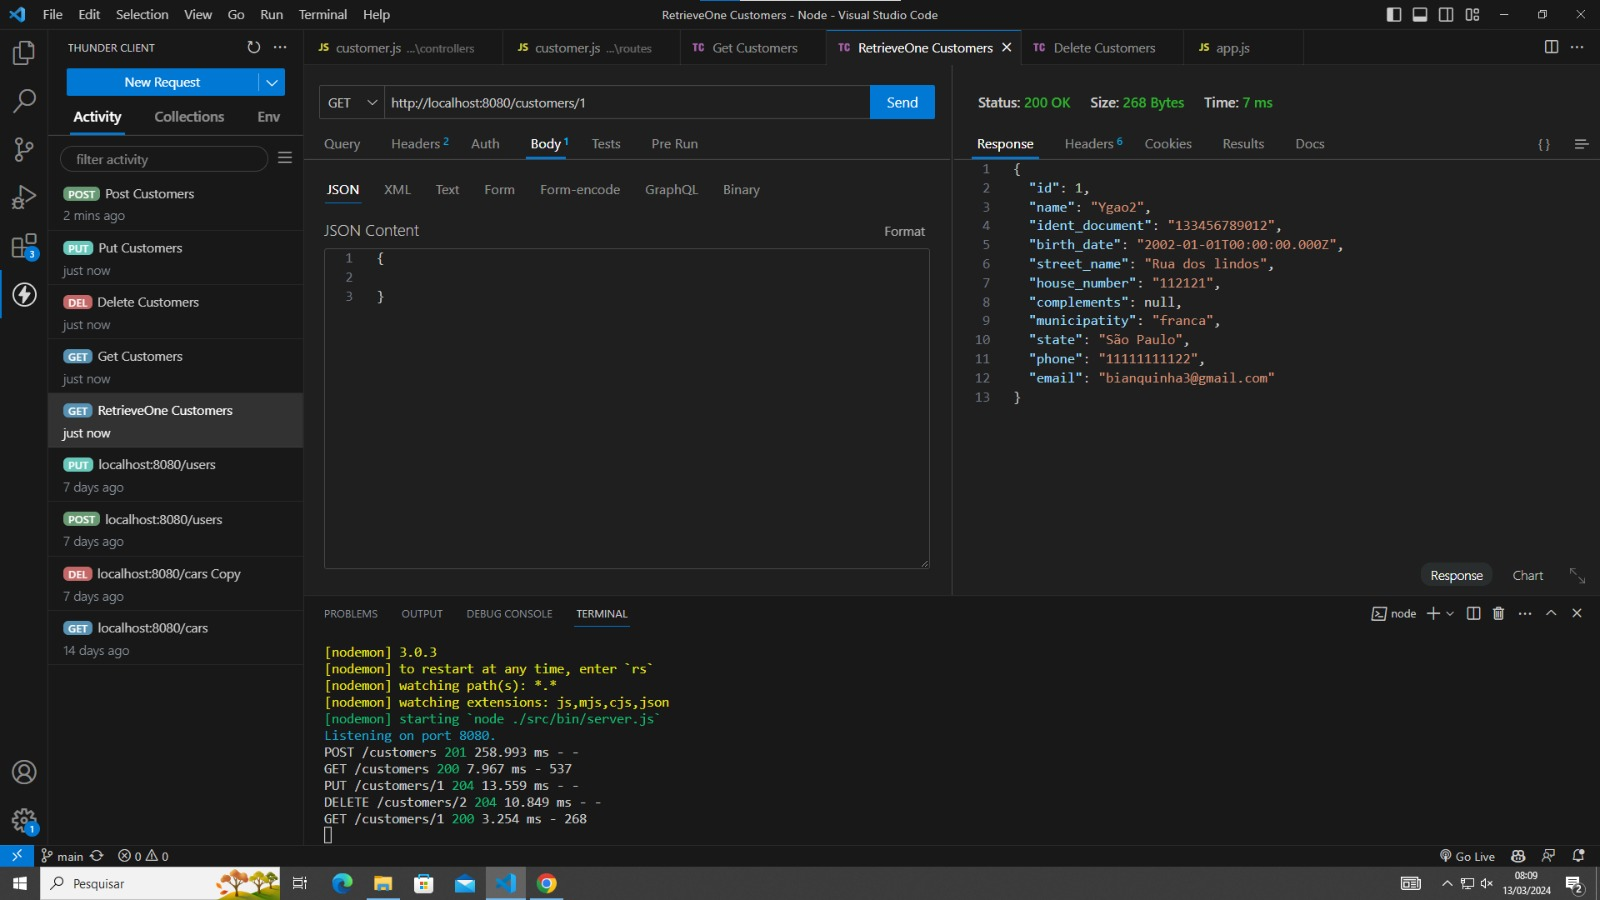 File Edit Selection View Go Run Terminal Help
RetrieveOne Customers - Node - Visual Studio Code
THUNDER CLIENT
New Request
Activity Collections Env
filter activity
POST Post Customers
2 mins ago
PUT Put Customers
just now
DEL Delete Customers
just now
GET Get Customers
just now
GET RetrieveOne Customers
just now
PUT localhost:8080/users
7 days ago
POST localhost:8080/users
7 days ago
DEL localhost:8080/cars Copy
7 days ago
GET localhost:8080/cars
14 days ago
3
1
JS customer.js ...\controllers
JS customer.js ...\routes
TC Get Customers
TC RetrieveOne Customers
TC Delete Customers
JS app.js
GET http://localhost:8080/customers/1 Send
Query Headers 2 Auth Body 1 Tests Pre Run
JSON XML Text Form Form-encode GraphQL Binary
JSON Content Format
1 {
2
3 }
Status: 200 OK Size: 268 Bytes Time: 7 ms
Response Headers 6 Cookies Results Docs {}
1 {
2 "id": 1,
3 "name": "Ygao2",
4 "ident_document": "133456789012",
5 "birth_date": "2002-01-01T00:00:00.000Z",
6 "street_name": "Rua dos lindos",
7 "house_number": "112121",
8 "complements": null,
9 "municipatity": "franca",
10 "state": "São Paulo",
11 "phone": "11111111122",
12 "email": "bianquinha3@gmail.com"
13 }
Response Chart
PROBLEMS OUTPUT DEBUG CONSOLE TERMINAL
node
[nodemon] 3.0.3
[nodemon] to restart at any time, enter `rs`
[nodemon] watching path(s): *.*
[nodemon] watching extensions: js,mjs,cjs,json
[nodemon] starting `node ./src/bin/server.js`
Listening on port 8080.
POST /customers 201 258.993 ms - -
GET /customers 200 7.967 ms - 537
PUT /customers/1 204 13.559 ms - -
DELETE /customers/2 204 10.849 ms - -
GET /customers/1 200 3.254 ms - 268
main 0 0
Go Live
Pesquisar
08:09
13/03/2024
2